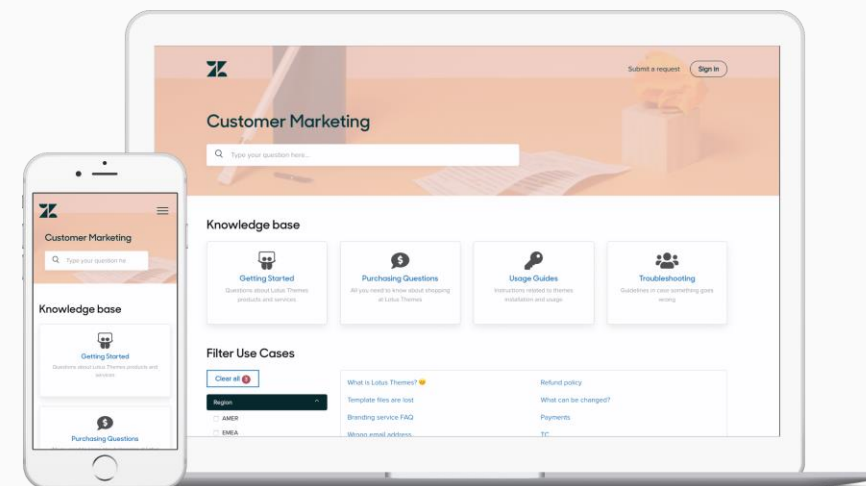 Submit a request
Sign in
Customer Marketing
Type your question here...
Knowledge base
Getting Started
Questions about Lotus Themes
products and services
Purchasing Questions
All you need to know about shopping
at Lotus Themes
Usage Guides
Instructions related to themes
installation and usage
Troubleshooting
Guidelines in case something goes
wrong
Filter Use Cases
Clear all
Region
AMER
EMEA
What is Lotus Themes? 😊
Refund policy
Template files are lost
What can be changed?
Branding service FAQ
Payments
Wrong email address
TC
Customer Marketing
Type your question he
Knowledge base
Getting Started
Questions about Lotus Themes products and
services
Purchasing Questions